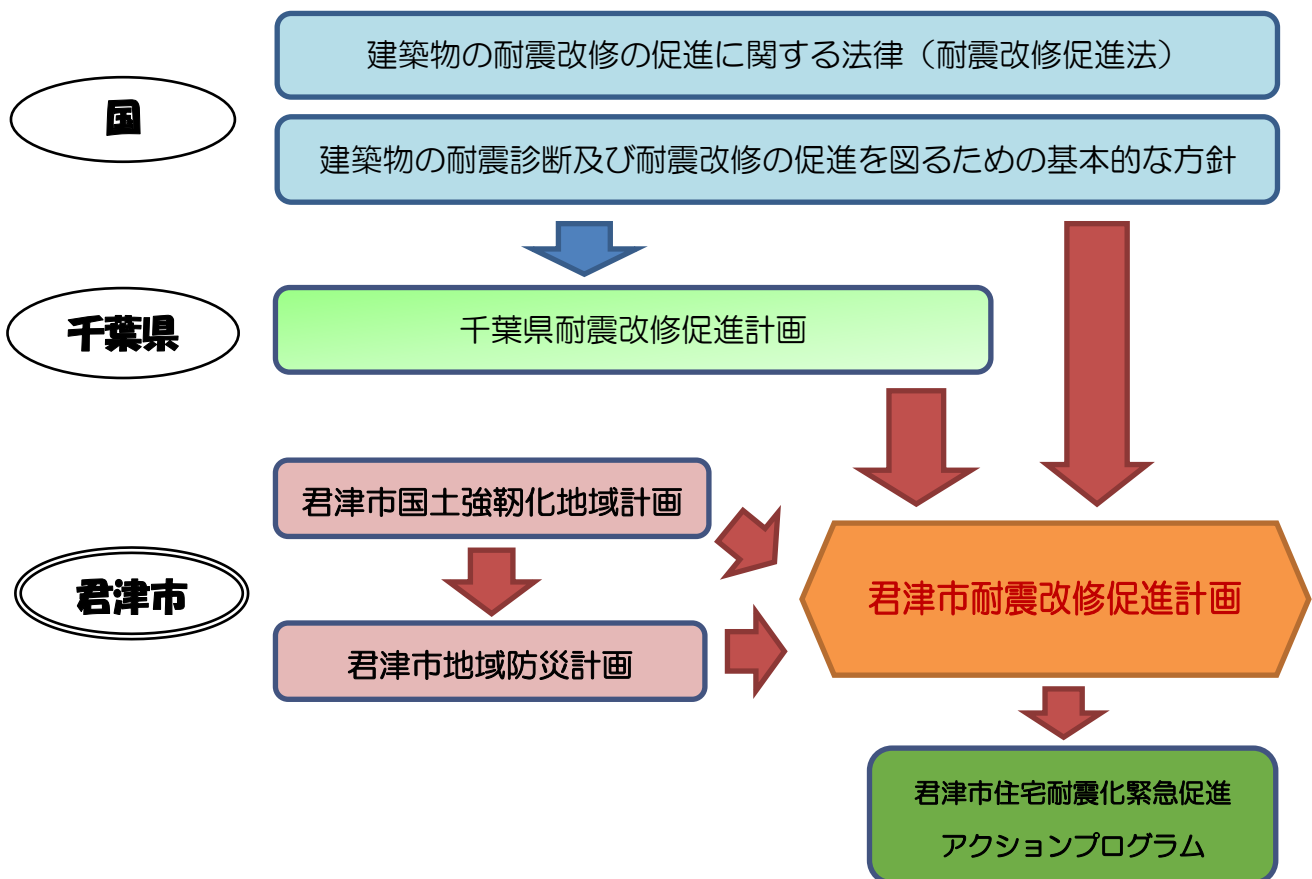 国
建築物の耐震改修の促進に関する法律（耐震改修促進法）
建築物の耐震診断及び耐震改修の促進を図るための基本的な方針
千葉県
千葉県耐震改修促進計画
君津市
君津市国土強靭化地域計画
君津市地域防災計画
君津市耐震改修促進計画
君津市住宅耐震化緊急促進
アクションプログラム